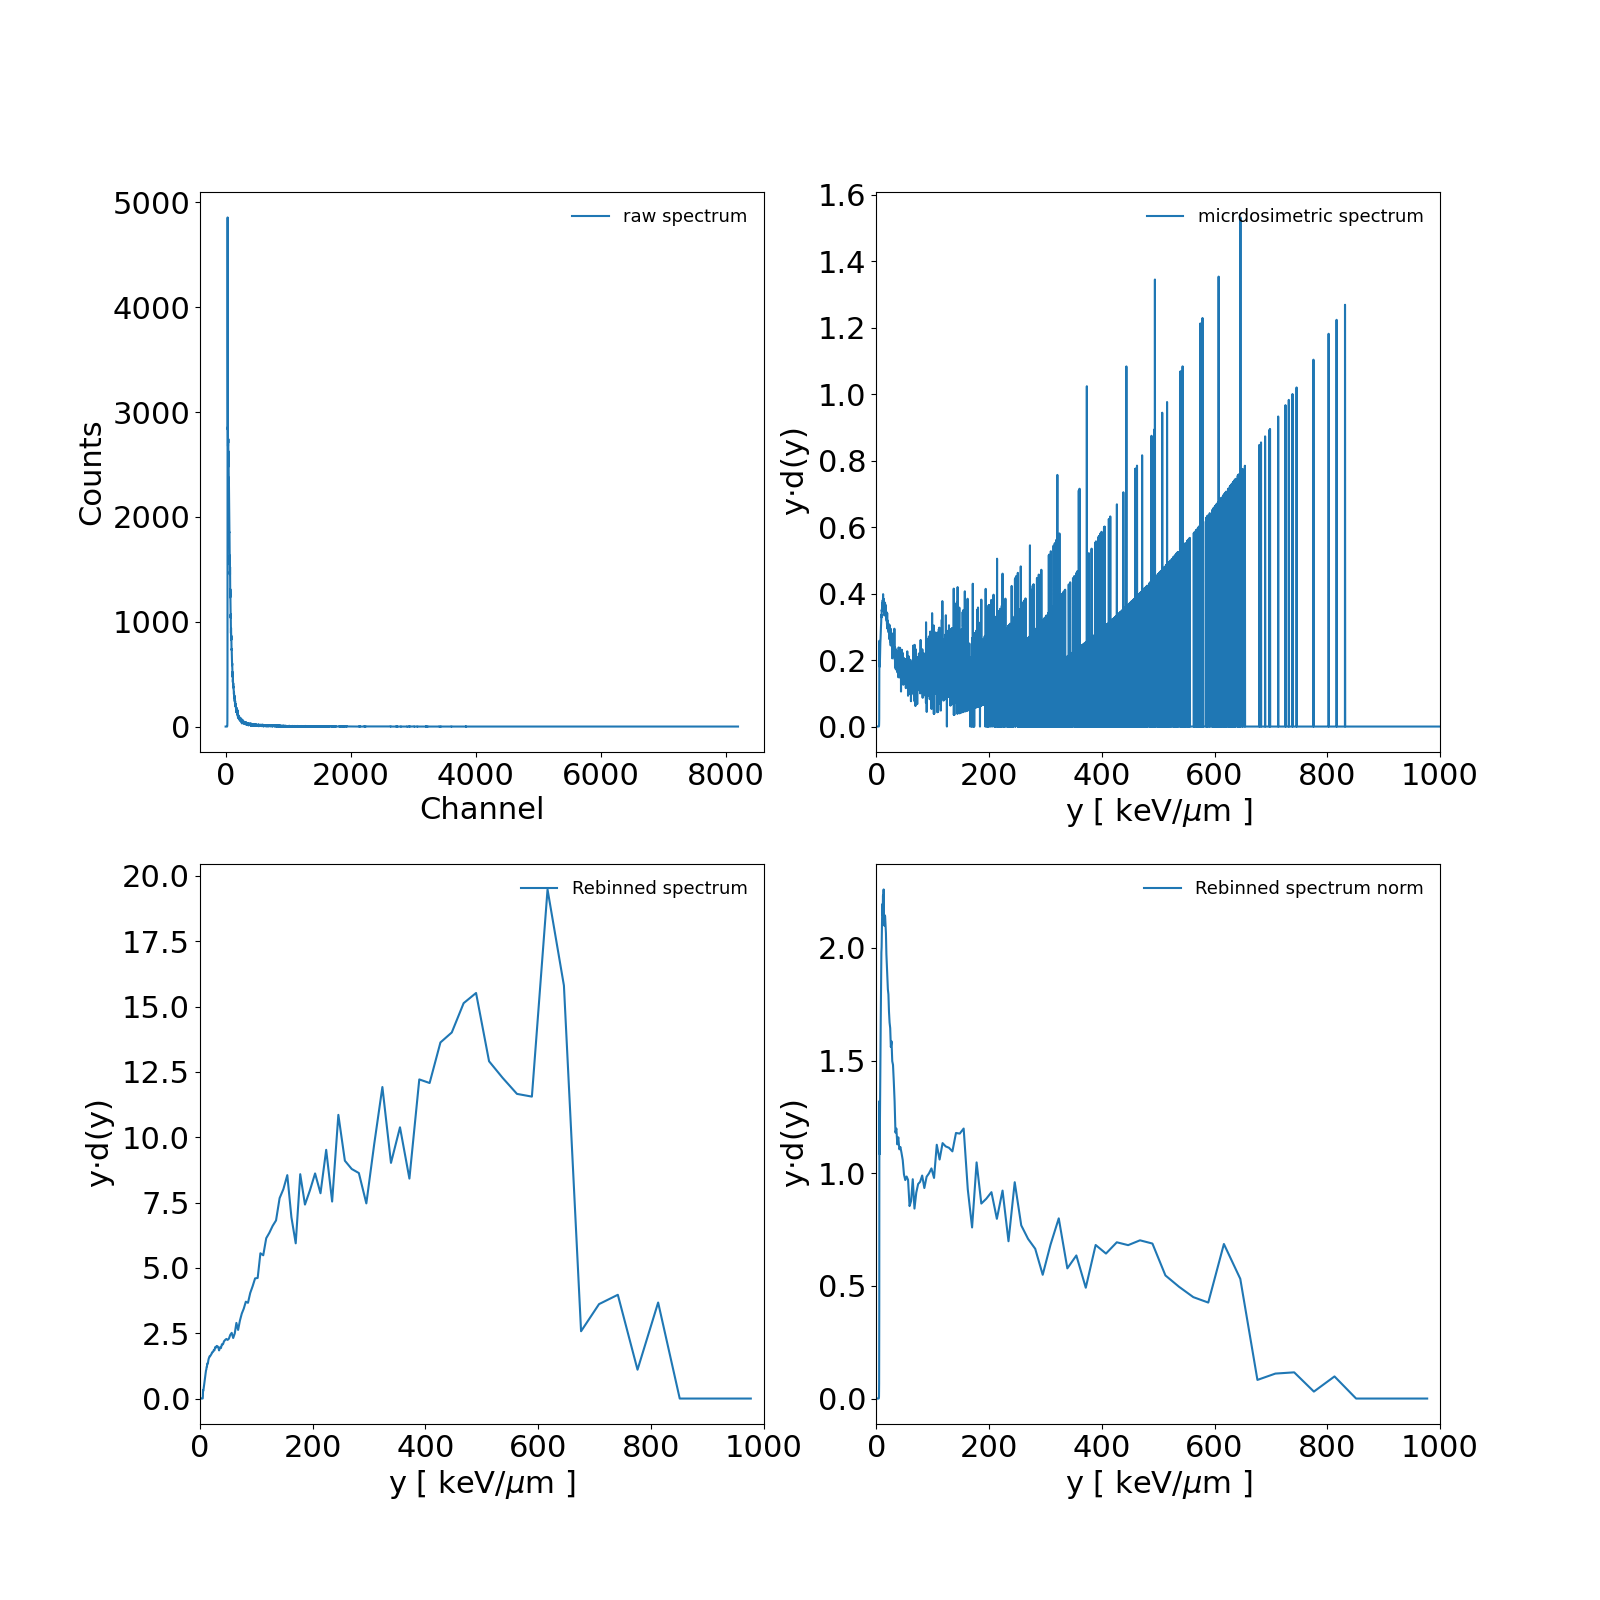 raw spectrum
5000
4000
3000
2000
1000
0
Counts
0 2000 4000 6000 8000
Channel
micrdosimetric spectrum
1.6
1.4
1.2
1.0
0.8
0.6
0.4
0.2
0.0
y·d(y)
0 200 400 600 800 1000
y [ keV/μm ]
Rebinned spectrum
20.0
17.5
15.0
12.5
10.0
7.5
5.0
2.5
0.0
y·d(y)
0 200 400 600 800 1000
y [ keV/μm ]
Rebinned spectrum norm
2.0
1.5
1.0
0.5
0.0
y·d(y)
0 200 400 600 800 1000
y [ keV/μm ]